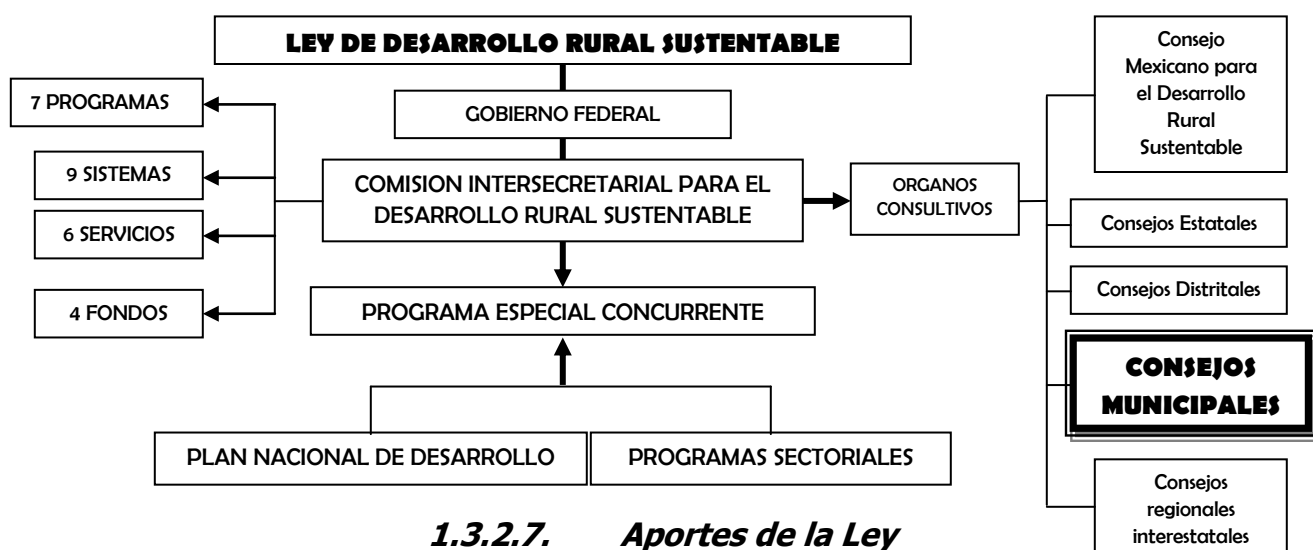 LEY DE DESARROLLO RURAL SUSTENTABLE
GOBIERNO FEDERAL
7 PROGRAMAS
9 SISTEMAS
6 SERVICIOS
4 FONDOS
COMISION INTERSECRETARIAL PARA EL
DESARROLLO RURAL SUSTENTABLE
ORGANOS
CONSULTIVOS
PROGRAMA ESPECIAL CONCURRENTE
PLAN NACIONAL DE DESARROLLO
PROGRAMAS SECTORIALES
Consejo
Mexicano para
el Desarrollo
Rural
Sustentable
Consejos Estatales
Consejos Distritales
CONSEJOS
MUNICIPALES
Consejos
regionales
interestatales
1.3.2.7. Aportes de la Ley